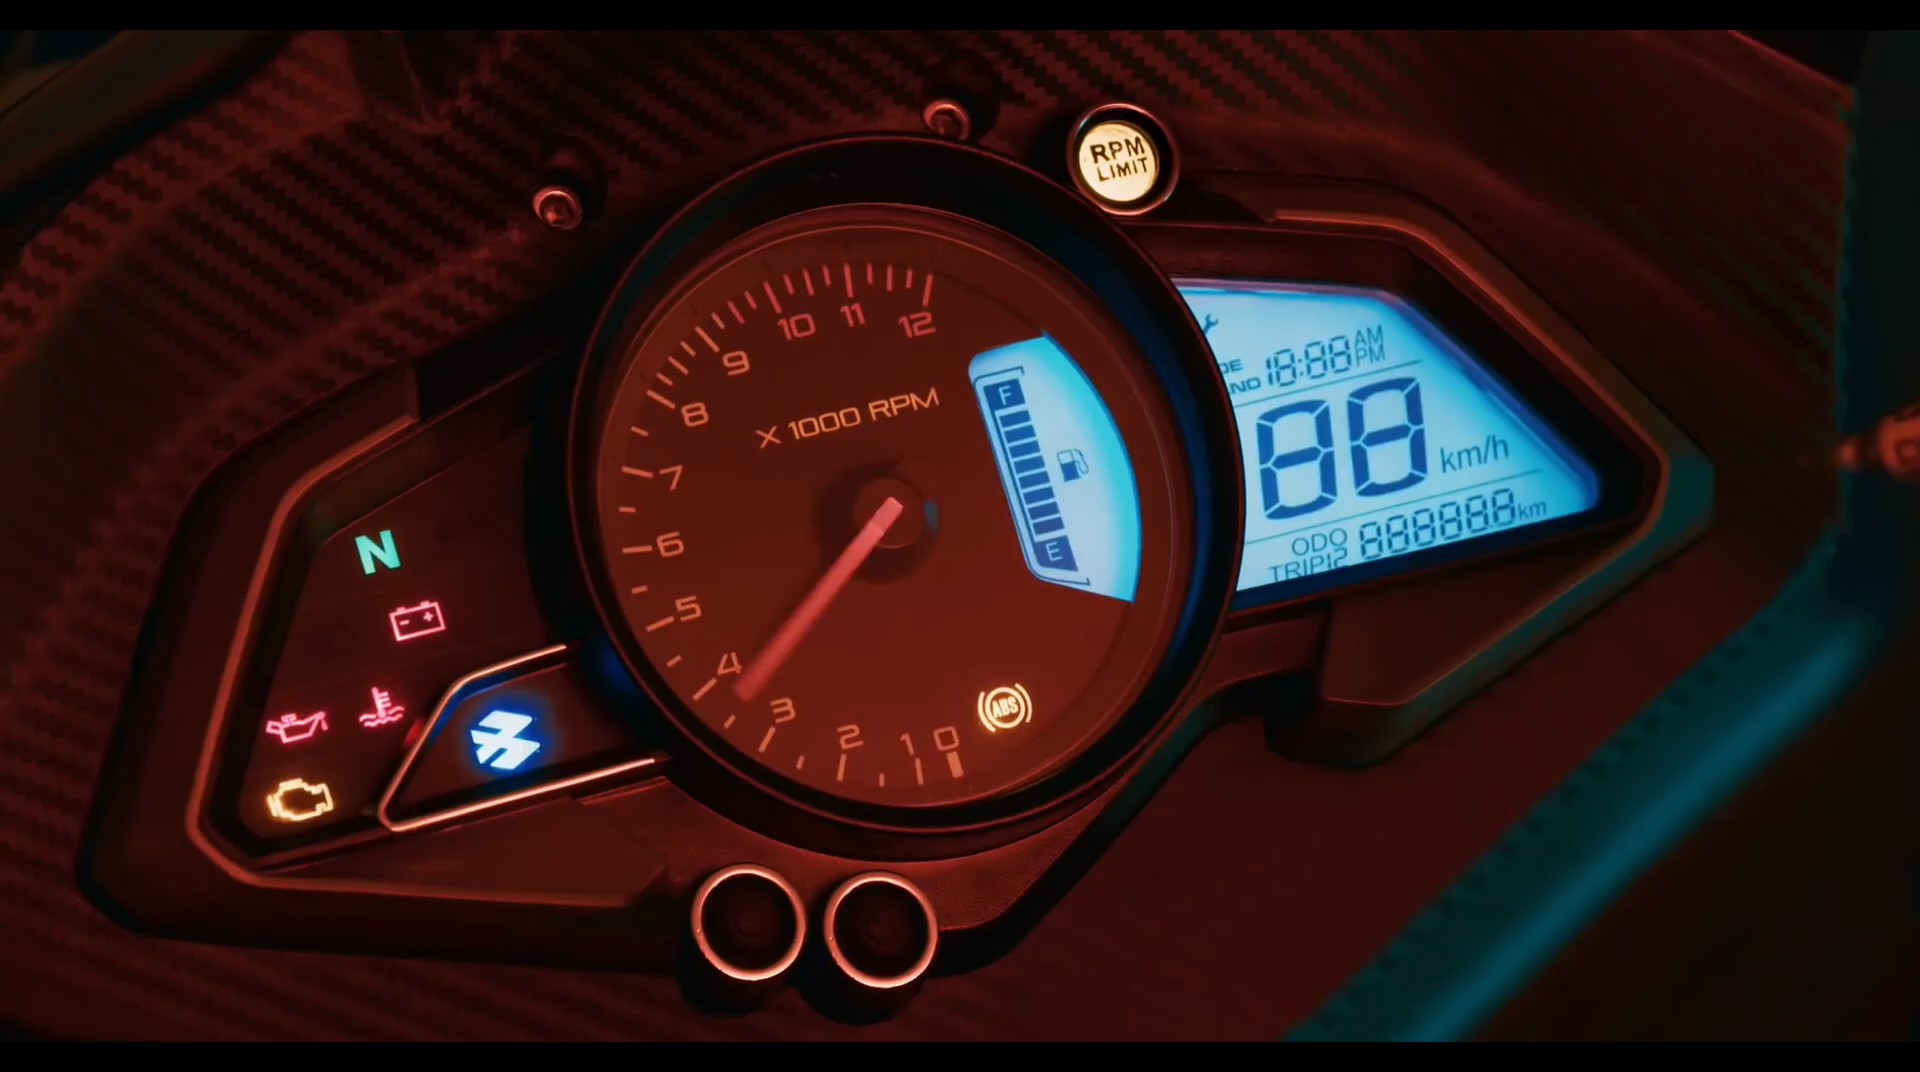 RPM
LIMIT
12
11
10
9
8
7
6
5
4
3
2
1
0
X 1000 RPM
F
E
ABS
N
18:88 AM
PM
88 km/h
ODO
TRIP12
888888 km